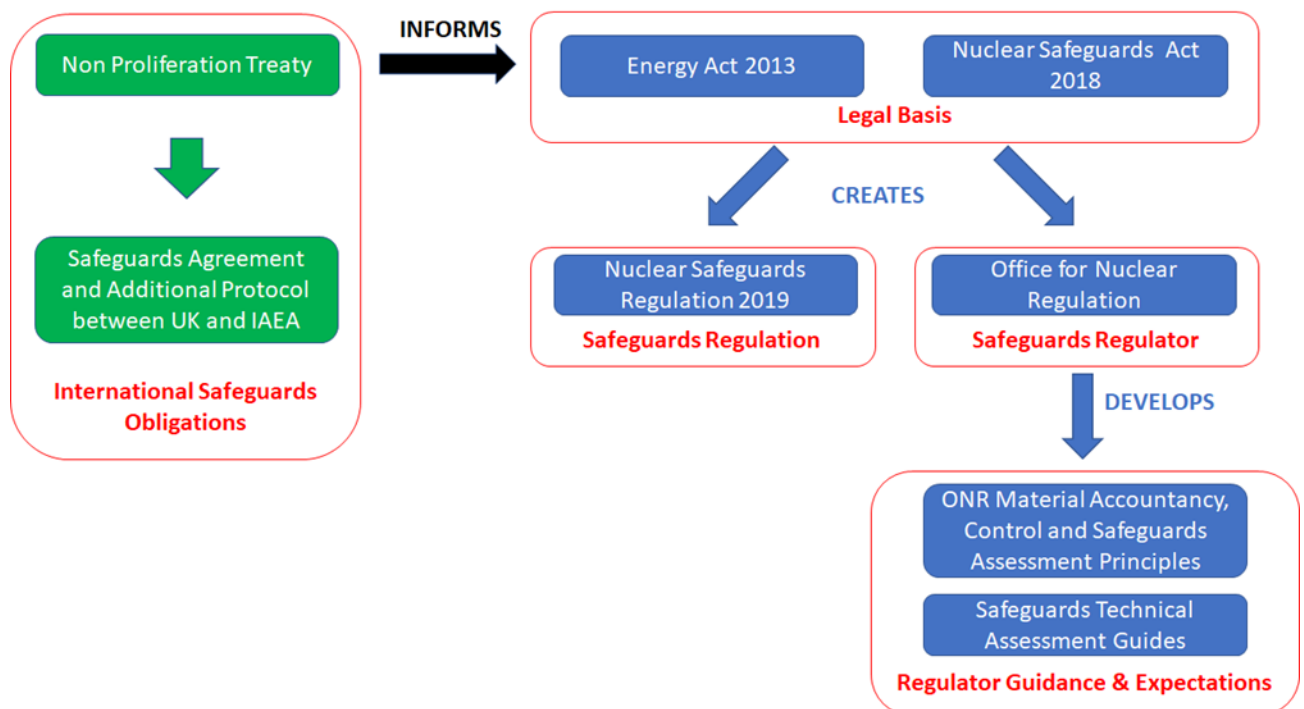 Non Proliferation Treaty
Safeguards Agreement
and Additional Protocol
between UK and IAEA
International Safeguards
Obligations
INFORMS
Energy Act 2013
Nuclear Safeguards Act
2018
Legal Basis
CREATES
Nuclear Safeguards
Regulation 2019
Safeguards Regulation
Office for Nuclear
Regulation
Safeguards Regulator
DEVELOPS
ONR Material Accountancy,
Control and Safeguards
Assessment Principles
Safeguards Technical
Assessment Guides
Regulator Guidance & Expectations